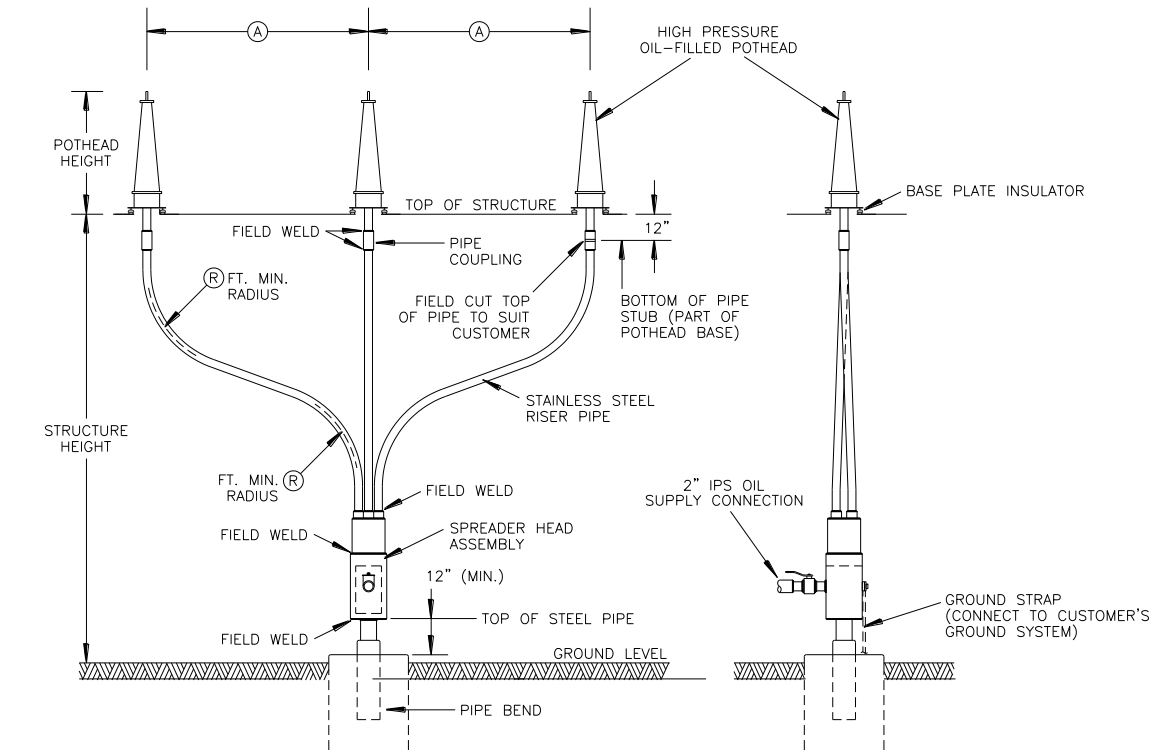 A
A
HIGH PRESSURE
OIL-FILLED POTHEAD
POTHEAD
HEIGHT
BASE PLATE INSULATOR
TOP OF STRUCTURE
12"
FIELD WELD
PIPE
COUPLING
R FT. MIN.
RADIUS
FIELD CUT TOP
OF PIPE TO SUIT
CUSTOMER
BOTTOM OF PIPE
STUB (PART OF
POTHEAD BASE)
STAINLESS STEEL
RISER PIPE
STRUCTURE
HEIGHT
FT. MIN. R
RADIUS
FIELD WELD
2" IPS OIL
SUPPLY CONNECTION
FIELD WELD
SPREADER HEAD
ASSEMBLY
12" (MIN.)
GROUND STRAP
(CONNECT TO CUSTOMER'S
GROUND SYSTEM)
TOP OF STEEL PIPE
FIELD WELD
GROUND LEVEL
PIPE BEND